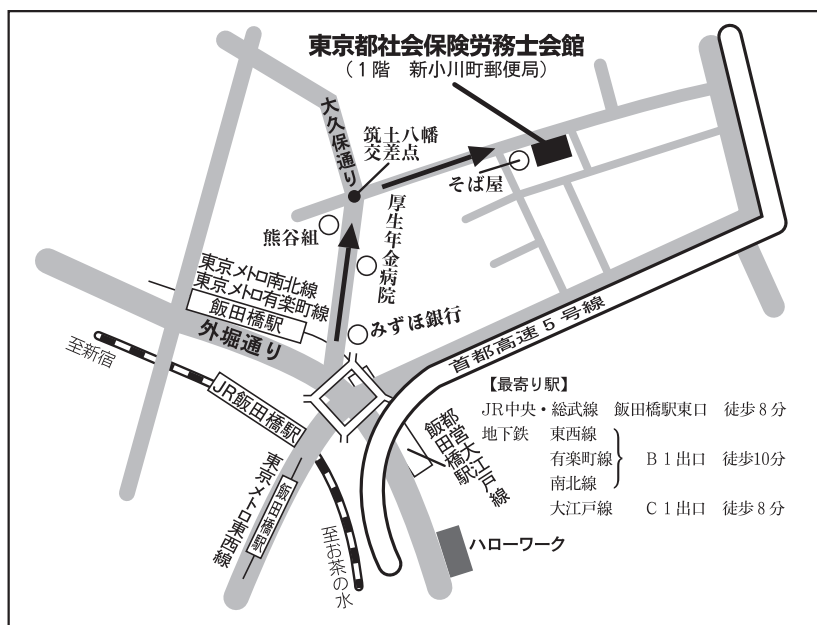 東京都社会保険労務士会館
（１階　新小川町郵便局）
大久保通り
筑土八幡
交差点
そば屋
熊谷組
厚生年金病院
東京メトロ南北線
東京メトロ有楽町線
飯田橋駅
みずほ銀行
外堀通り
至新宿
JR飯田橋駅
首都高速５号線
都営大江戸線
飯田橋駅
東京メトロ東西線
飯田橋駅
至お茶の水
ハローワーク
【最寄り駅】
JR中央・総武線　飯田橋駅東口　徒歩８分
地下鉄　東西線
有楽町線　Ｂ１出口　徒歩10分
南北線
大江戸線　Ｃ１出口　徒歩８分